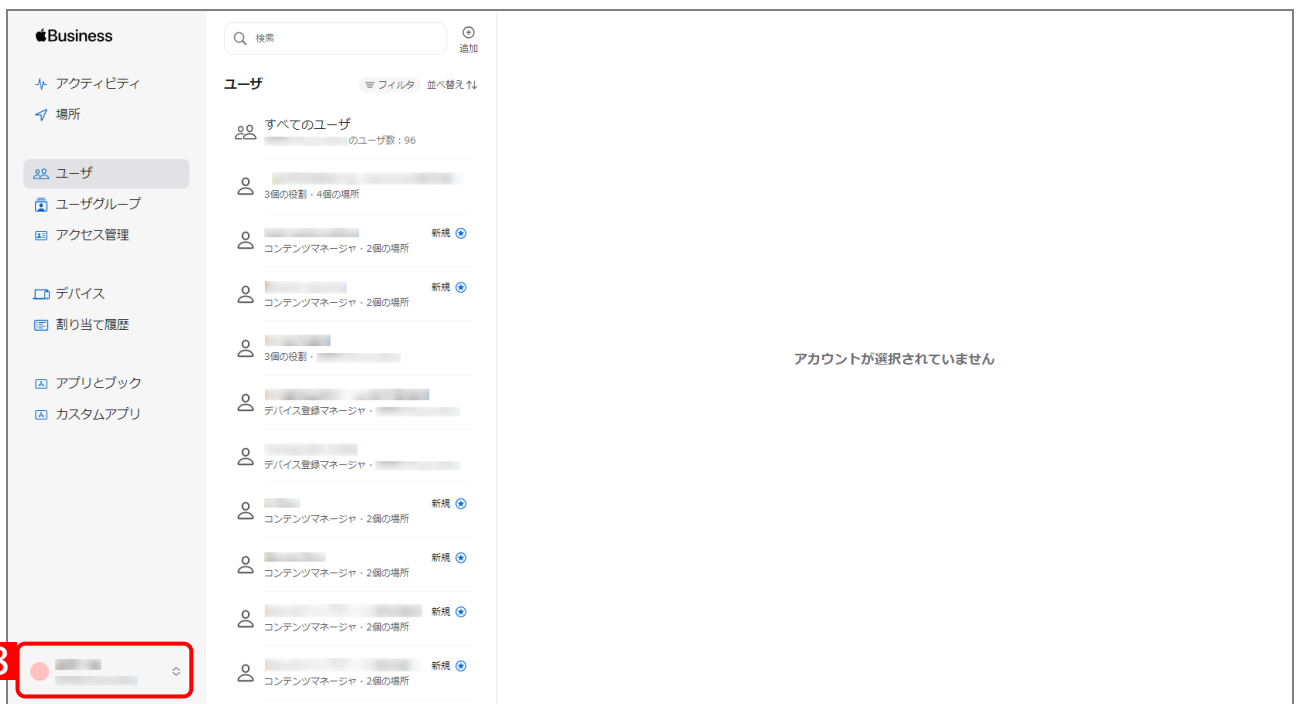 Business
アクティビティ
場所
ユーザ
ユーザグループ
アクセス管理
デバイス
割り当て履歴
アプリとブック
カスタムアプリ
3
検索
追加
ユーザ
フィルタ
並べ替え↑↓
すべてのユーザ
のユーザ数：96
3個の役割・4個の場所
新規
コンテンツマネージャ・2個の場所
新規
コンテンツマネージャ・2個の場所
3個の役割・
デバイス登録マネージャ・
デバイス登録マネージャ・
新規
コンテンツマネージャ・2個の場所
新規
コンテンツマネージャ・2個の場所
新規
コンテンツマネージャ・2個の場所
新規
コンテンツマネージャ・2個の場所
アカウントが選択されていません